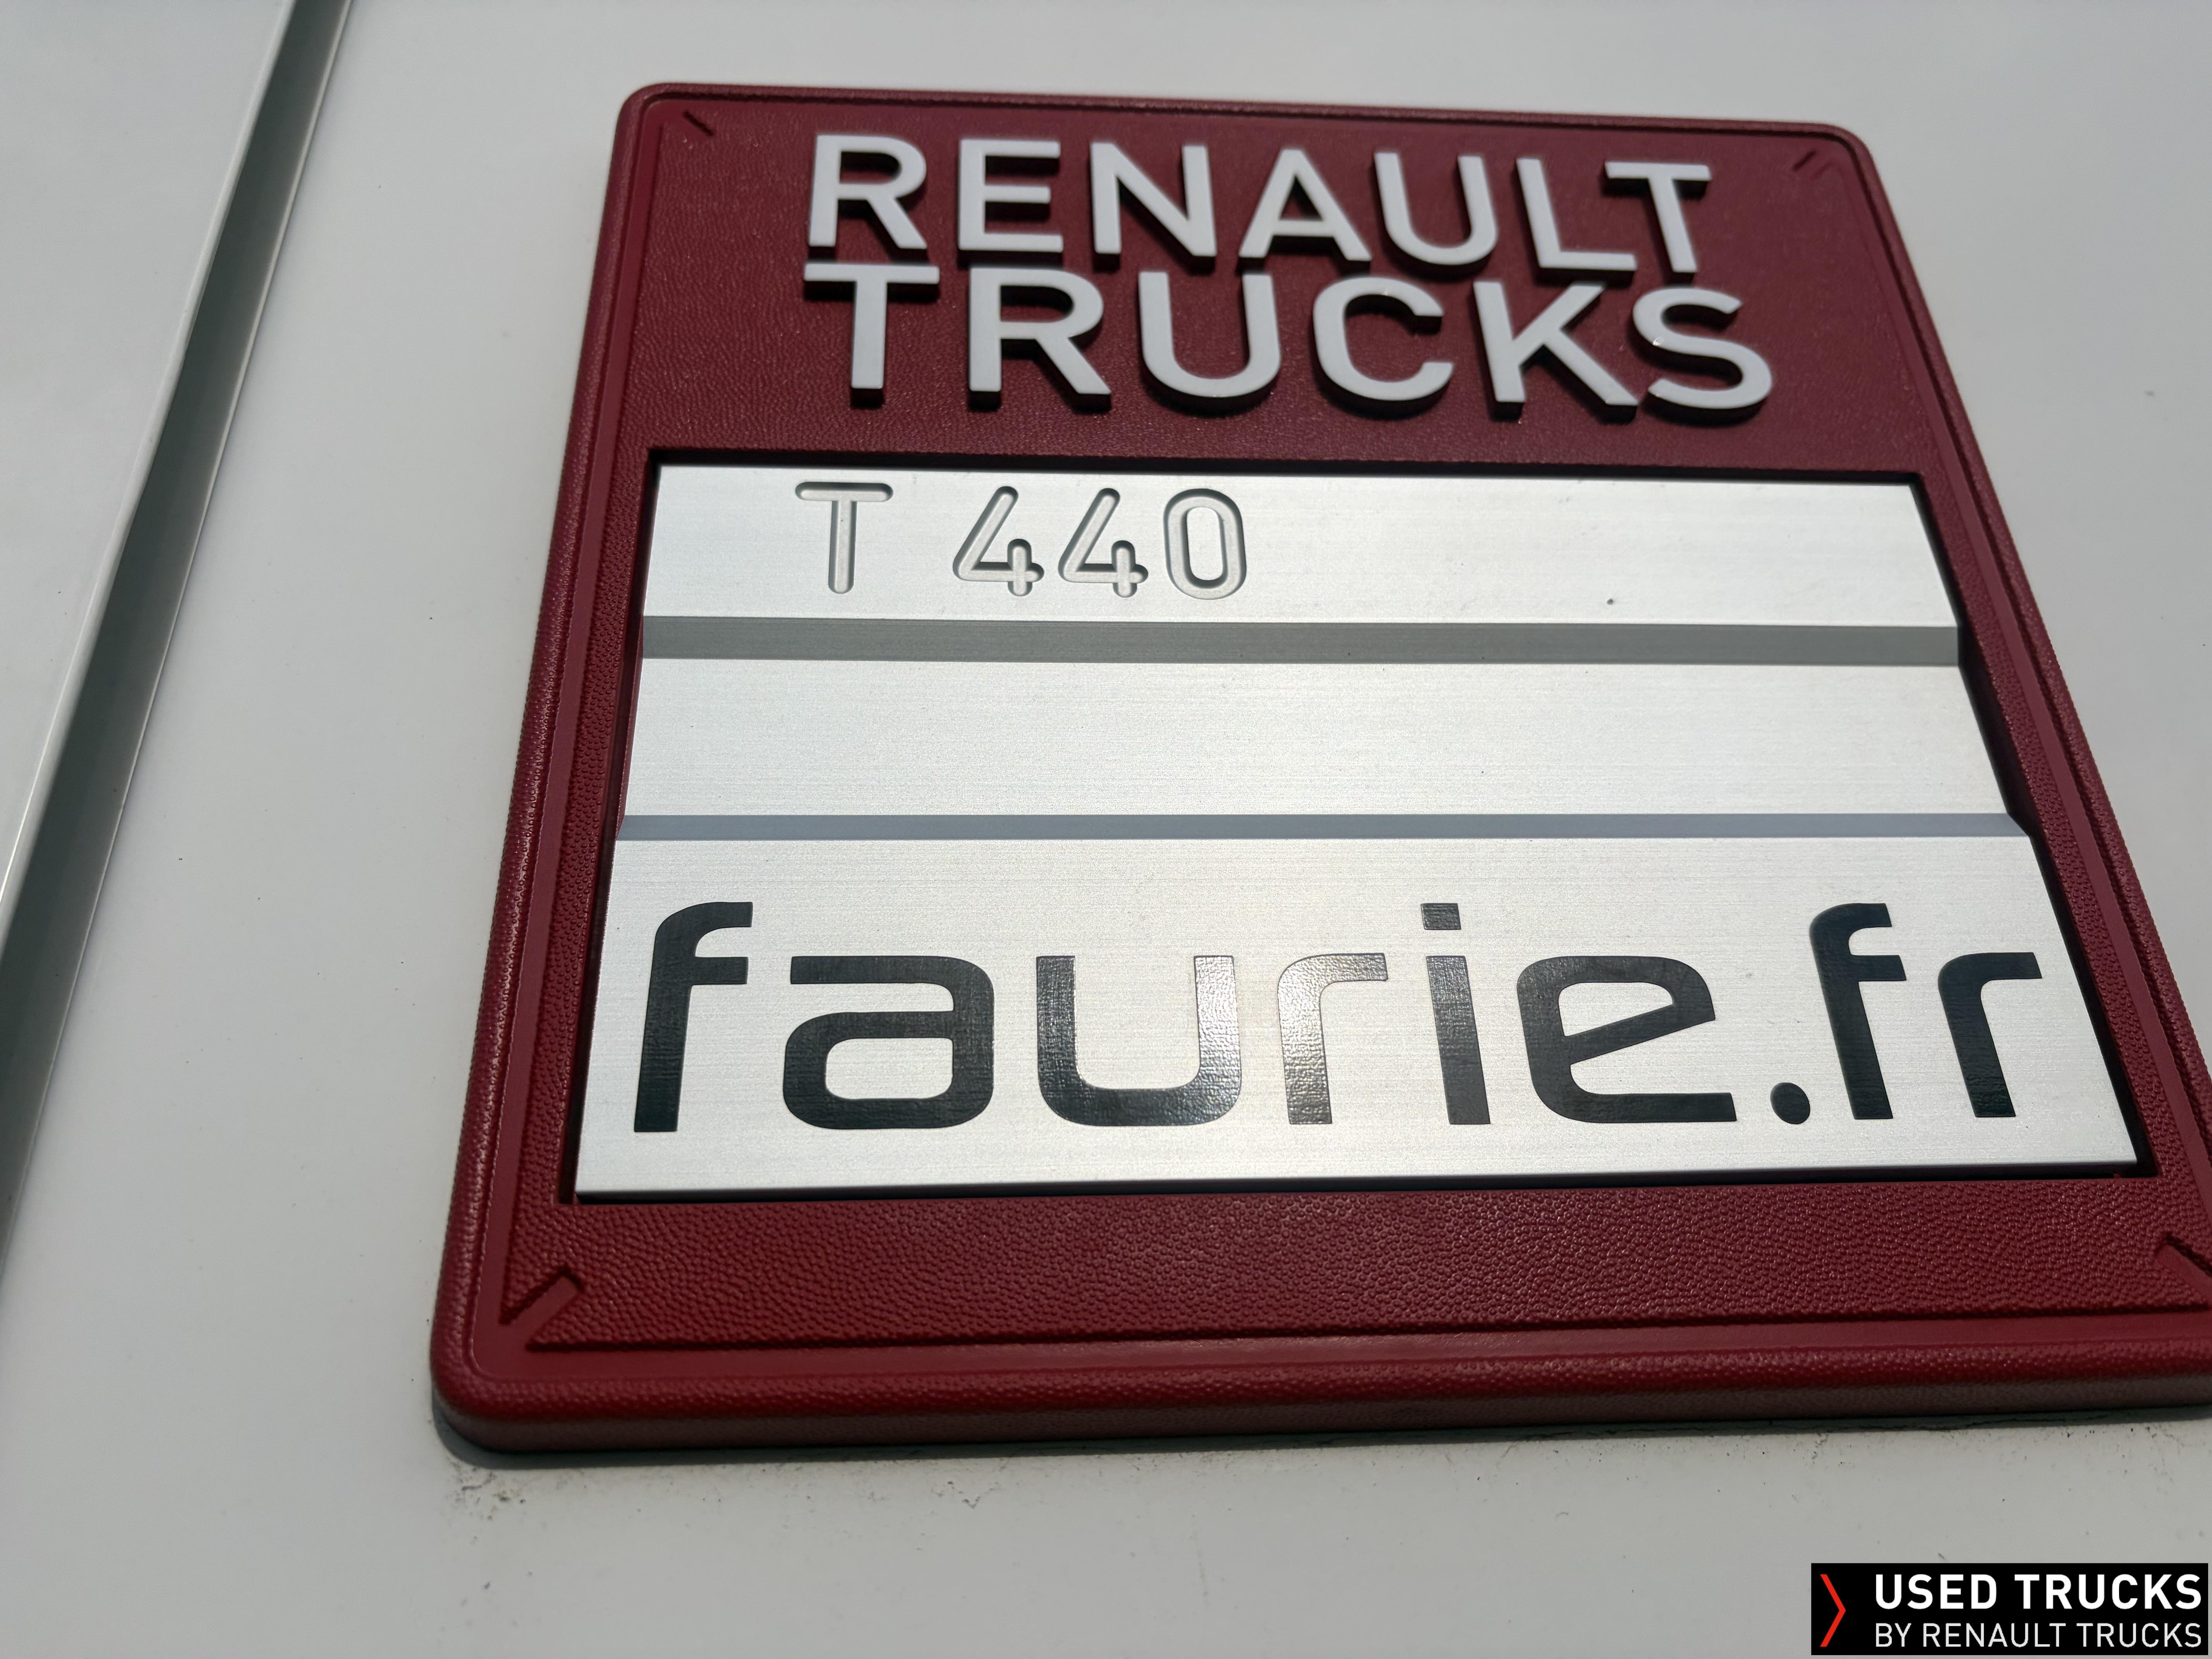 RENAULT
TRUCKS
T 440
faurie.fr
USED TRUCKS
BY RENAULT TRUCKS